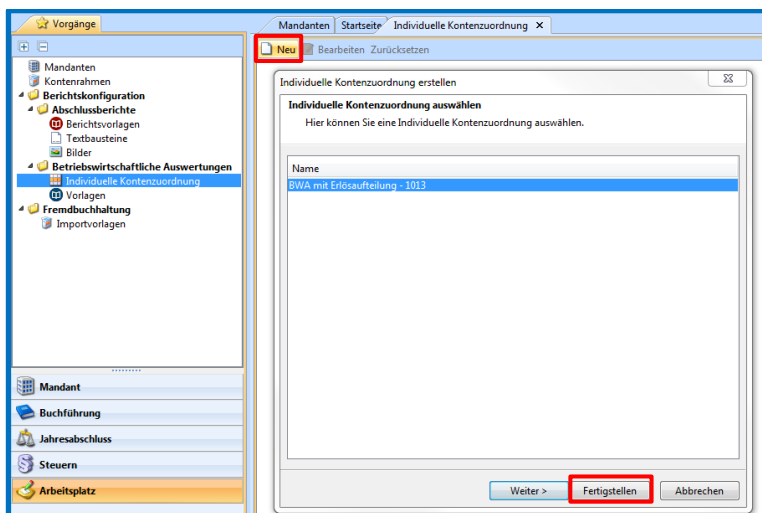 Vorgänge
Mandanten
Kontenrahmen
Berichtskonfiguration
Abschlussberichte
Berichtsvorlagen
Textbausteine
Bilder
Betriebswirtschaftliche Auswertungen
Individuelle Kontenzuordnung
Vorlagen
Fremdbuchhaltung
Importvorlagen
Mandant
Buchführung
Jahresabschluss
Steuern
Arbeitsplatz
Mandanten Startseite Individuelle Kontenzuordnung
Neu Bearbeiten Zurücksetzen
Individuelle Kontenzuordnung erstellen
Individuelle Kontenzuordnung auswählen
Hier können Sie eine Individuelle Kontenzuordnung auswählen.
Name
BWA mit Erlösaufteilung - 1013
Weiter > Fertigstellen Abbrechen